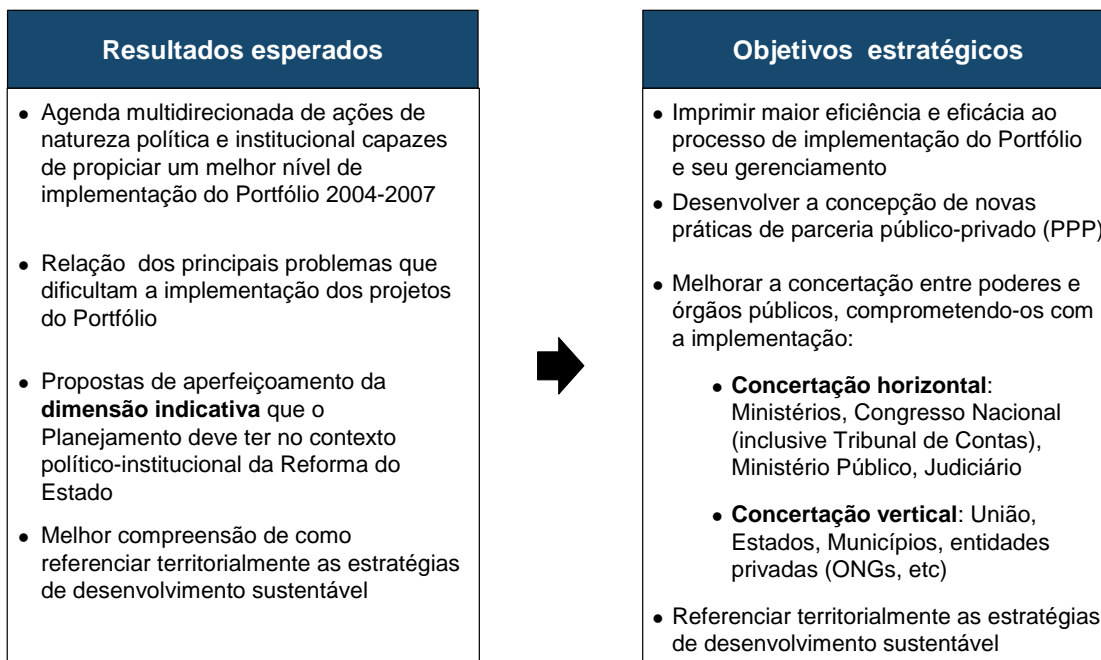 Resultados esperados
• Agenda multidirecionada de ações de
natureza política e institucional capazes
de propiciar um melhor nível de
implementação do Portfólio 2004-2007
• Relação dos principais problemas que
dificultam a implementação dos projetos
do Portfólio
• Propostas de aperfeiçoamento da
dimensão indicativa que o
Planejamento deve ter no contexto
político-institucional da Reforma do
Estado
• Melhor compreensão de como
referenciar territorialmente as estratégias
de desenvolvimento sustentável
Objetivos estratégicos
• Imprimir maior eficiência e eficácia ao
processo de implementação do Portfólio
e seu gerenciamento
• Desenvolver a concepção de novas
práticas de parceria público-privado (PPP)
• Melhorar a concertação entre poderes e
órgãos públicos, comprometendo-os com
a implementação:
• Concertação horizontal:
Ministérios, Congresso Nacional
(inclusive Tribunal de Contas),
Ministério Público, Judiciário
• Concertação vertical: União,
Estados, Municípios, entidades
privadas (ONGs, etc)
• Referenciar territorialmente as estratégias
de desenvolvimento sustentável